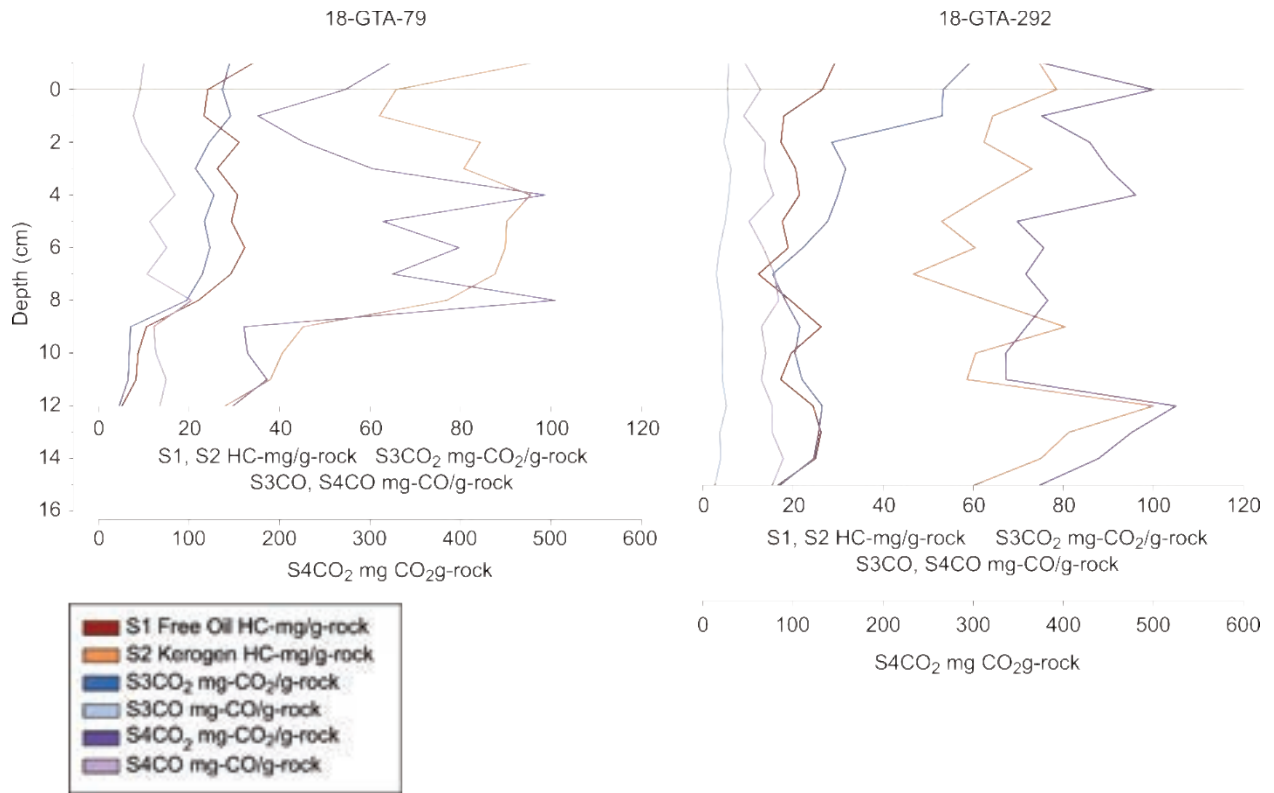 18-GTA-79
18-GTA-292
Depth (cm)
0
2
4
6
8
10
12
14
16
0 20 40 60 80 100 120
S1, S2 HC-mg/g-rock S3CO₂ mg-CO₂/g-rock
S3CO, S4CO mg-CO/g-rock
0 100 200 300 400 500 600
S4CO₂ mg CO₂g-rock
0 20 40 60 80 100 120
S1, S2 HC-mg/g-rock S3CO₂ mg-CO₂/g-rock
S3CO, S4CO mg-CO/g-rock
0 100 200 300 400 500 600
S4CO₂ mg CO₂g-rock
S1 Free Oil HC-mg/g-rock
S2 Kerogen HC-mg/g-rock
S3CO₂ mg-CO₂/g-rock
S3CO mg-CO/g-rock
S4CO₂ mg-CO₂/g-rock
S4CO mg-CO/g-rock